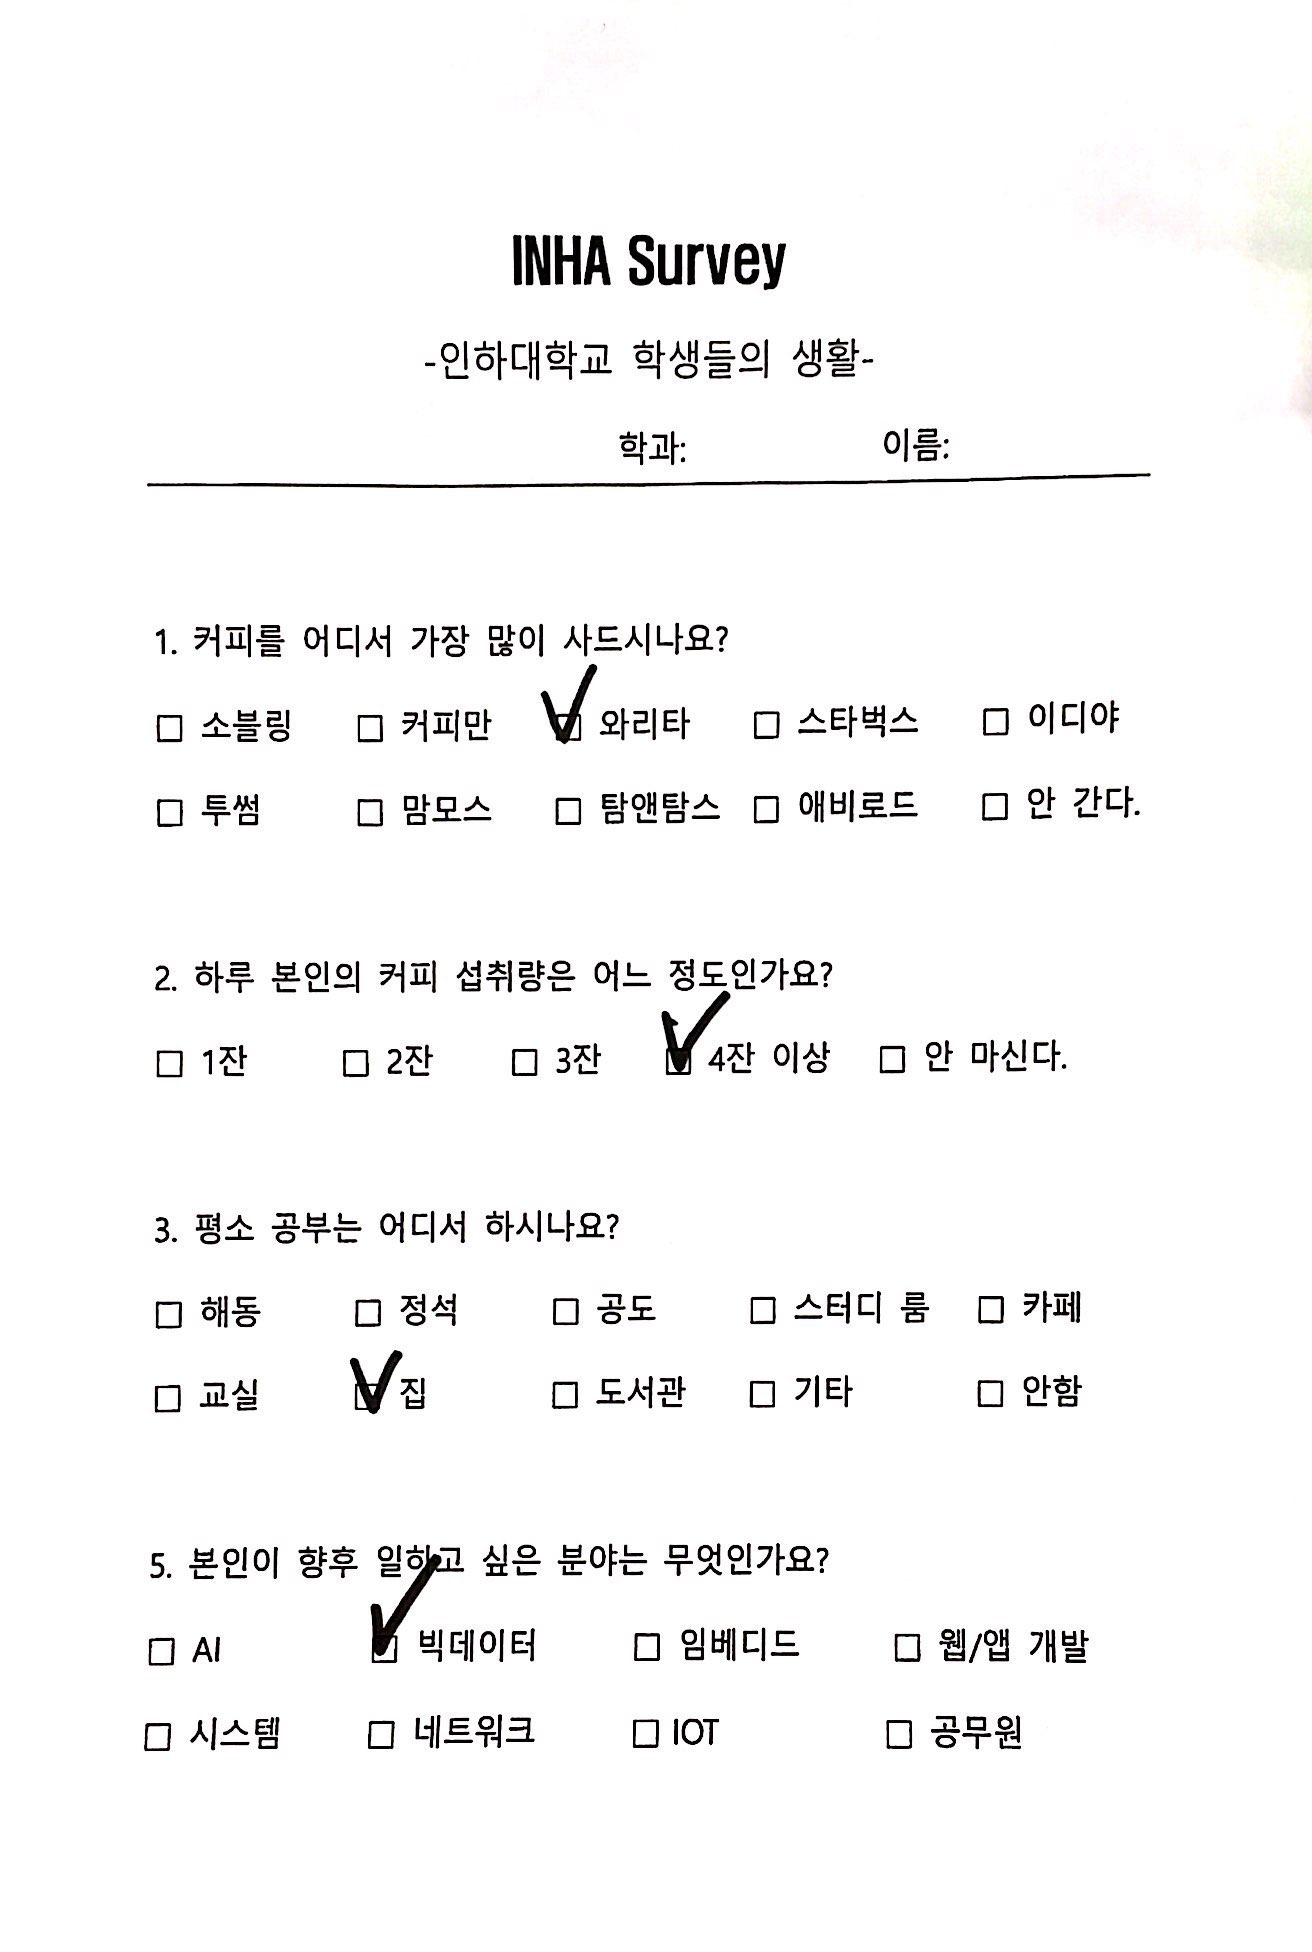 INHA Survey
-인하대학교 학생들의 생활-
학과: 이름:
1. 커피를 어디서 가장 많이 사드시나요?
□ 소블링 □ 커피만 ☑ 와리타 □ 스타벅스 □ 이디야
□ 투썸 □ 맘모스 □ 탐앤탐스 □ 애비로드 □ 안 간다.
2. 하루 본인의 커피 섭취량은 어느 정도인가요?
□ 1잔 □ 2잔 □ 3잔 ☑ 4잔 이상 □ 안 마신다.
3. 평소 공부는 어디서 하시나요?
□ 해동 □ 정석 □ 공도 □ 스터디 룸 □ 카페
□ 교실 ☑ 집 □ 도서관 □ 기타 □ 안함
5. 본인이 향후 일하고 싶은 분야는 무엇인가요?
□ AI ☑ 빅데이터 □ 임베디드 □ 웹/앱 개발
□ 시스템 □ 네트워크 □ IOT □ 공무원